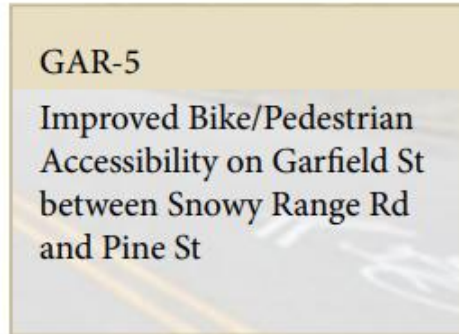 GAR-5
Improved Bike/Pedestrian
Accessibility on Garfield St
between Snowy Range Rd
and Pine St